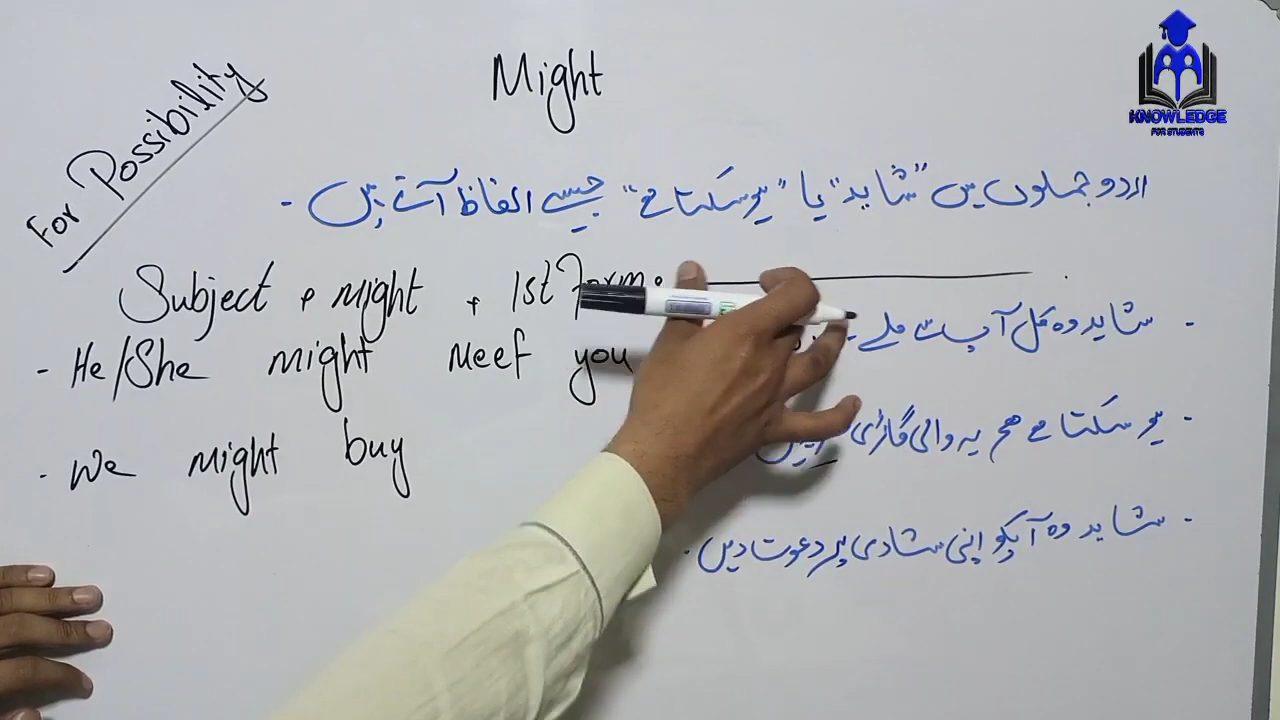 Might
For Possibility
KNOWLEDGE
FOR STUDENTS
اردو جملوں میں "شاید" یا "ہو سکتا ہے" جیسے الفاظ آتے ہیں۔
Subject + might + 1st Form
- He/She might meet you
- we might buy
- شاید وہ کل آپ سے ملے
- ہو سکتا ہے ہم یہ والی گاڑی
- شاید وہ آپکو اپنی شادی پر دعوت دیں۔